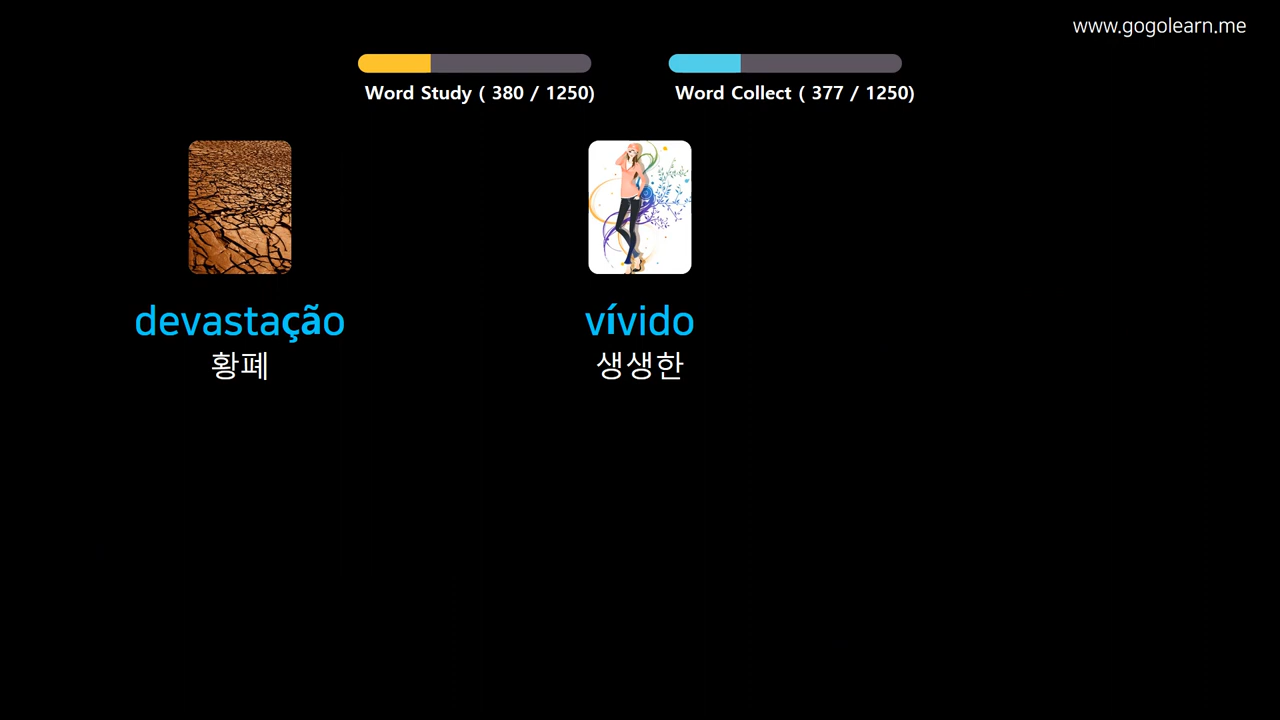 www.gogolearn.me
Word Study ( 380 / 1250)
Word Collect ( 377 / 1250)
devastação
황폐
vívido
생생한